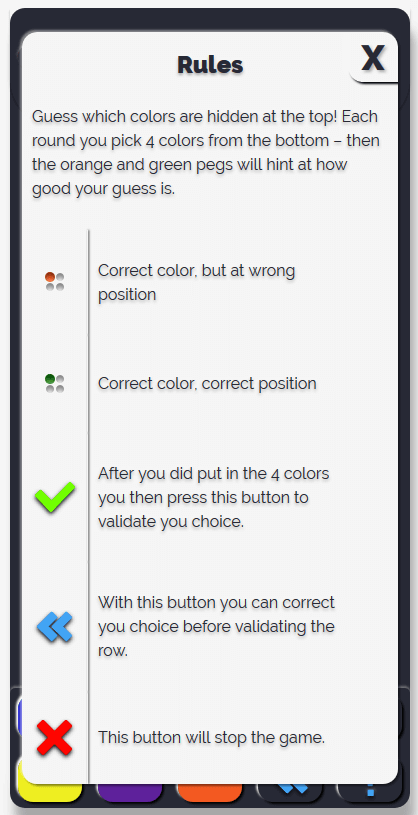 Rules
X
Guess which colors are hidden at the top! Each
round you pick 4 colors from the bottom – then
the orange and green pegs will hint at how
good your guess is.
Correct color, but at wrong
position
Correct color, correct position
After you did put in the 4 colors
you then press this button to
validate you choice.
With this button you can correct
you choice before validating the
row.
This button will stop the game.